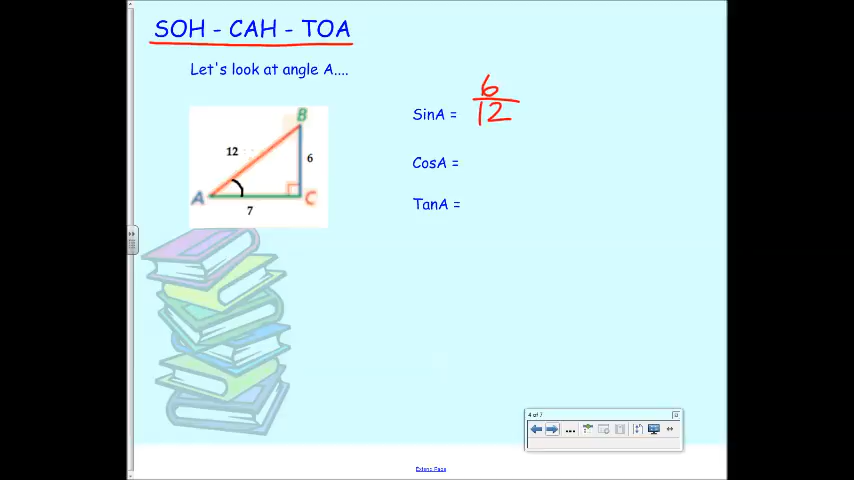 SOH - CAH - TOA
Let's look at angle A....
B
12
6
A
C
7
SinA = 6/12
CosA =
TanA =
4 of 7
Extend Page